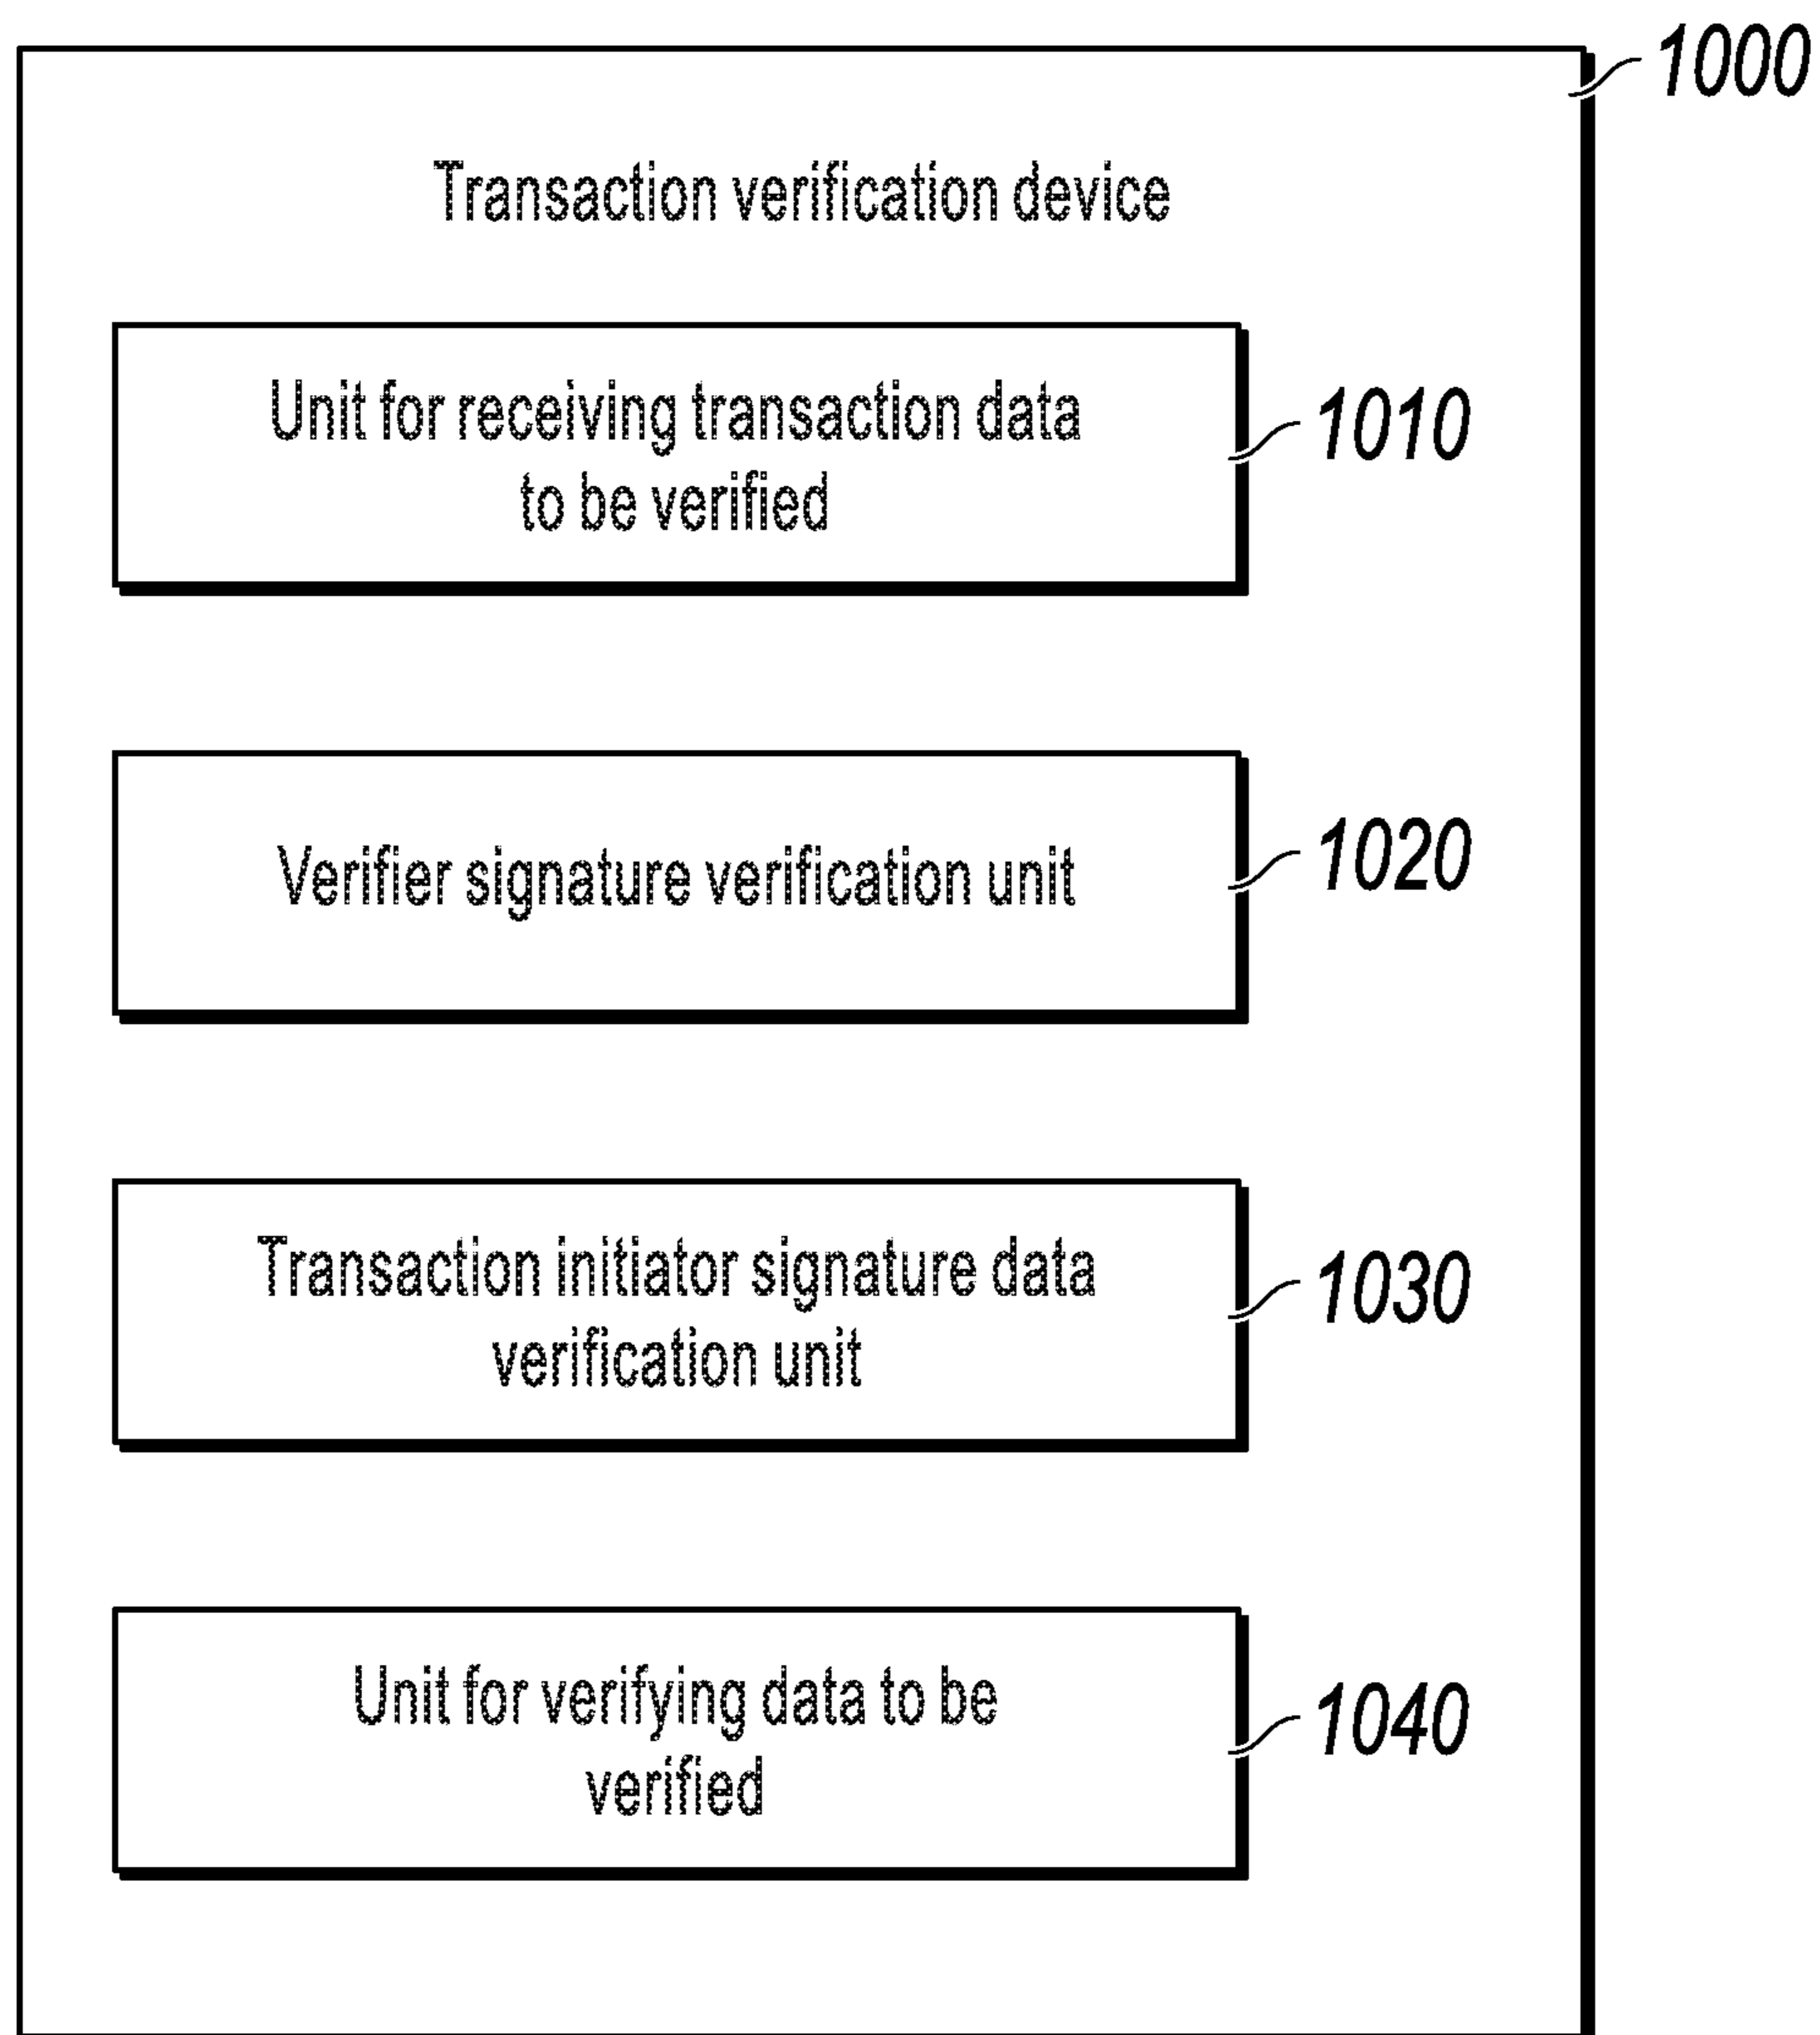 1000
Transaction verification device
Unit for receiving transaction data
to be verified
1010
Verifier signature verification unit
1020
Transaction initiator signature data
verification unit
1030
Unit for verifying data to be
verified
1040